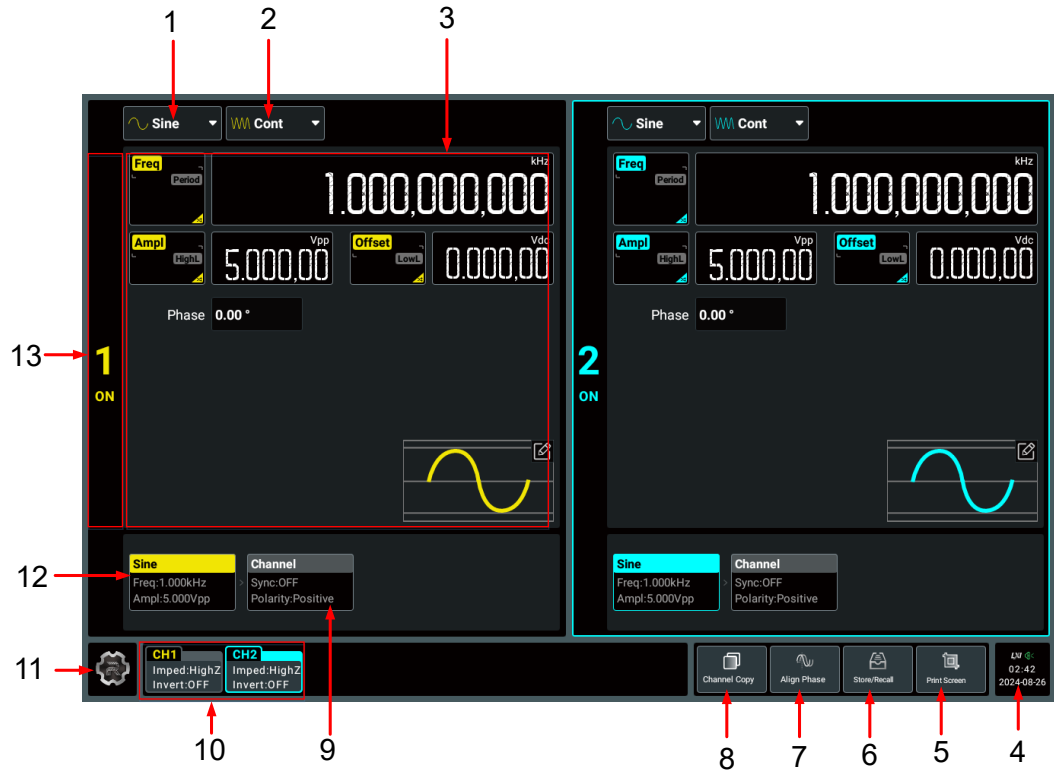 1 2 3
Sine Cont Sine Cont
Freq Period kHz 1.000,000,000 Freq Period kHz 1.000,000,000
Ampl HighL Vpp 5.000,00 Offset LowL Vdc 0.000,00 Ampl HighL Vpp 5.000,00 Offset LowL Vdc 0.000,00
Phase 0.00 ° Phase 0.00 °
13 1 2
ON ON
Sine Channel Sine Channel
12 Freq:1.000kHz Sync:OFF Freq:1.000kHz Sync:OFF
Ampl:5.000Vpp Polarity:Positive Ampl:5.000Vpp Polarity:Positive
11 CH1 CH2
Imped:HighZ Imped:HighZ
Invert:OFF Invert:OFF
Channel Copy Align Phase Store/Recall Print Screen
LXI
02:42
2024-08-26
10 9 8 7 6 5 4